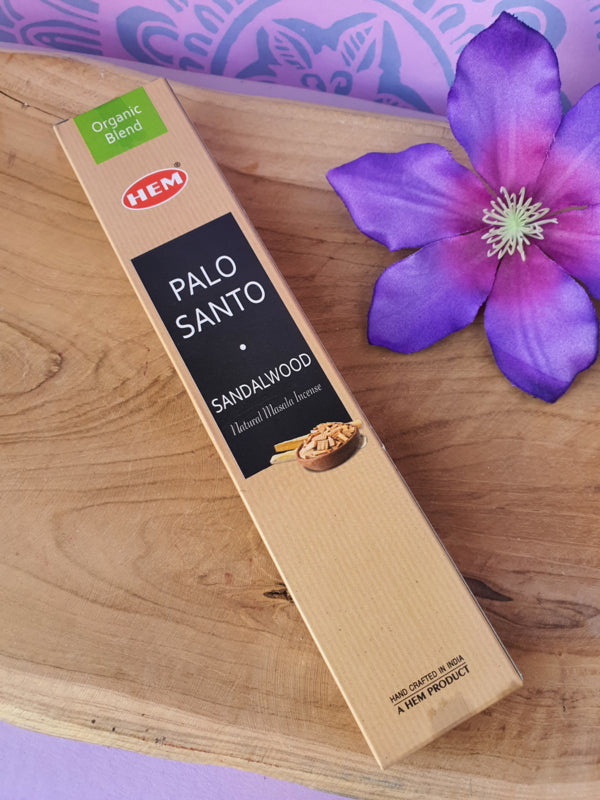 Organic
Blend
HEM®
PALO
SANTO
•
SANDALWOOD
Natural Masala Incense
HAND CRAFTED IN INDIA
A HEM PRODUCT